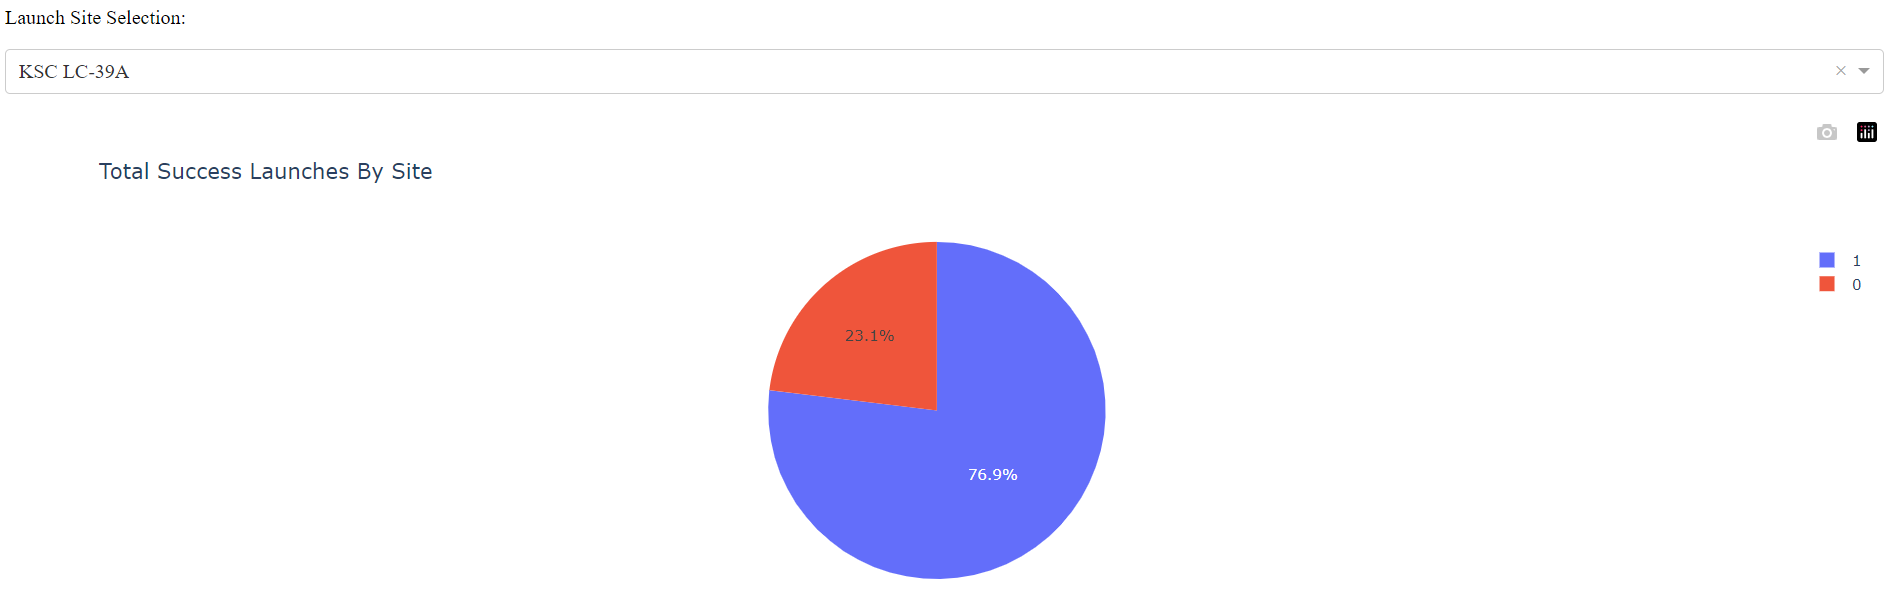 Launch Site Selection:
KSC LC-39A
Total Success Launches By Site
1
0
23.1%
76.9%